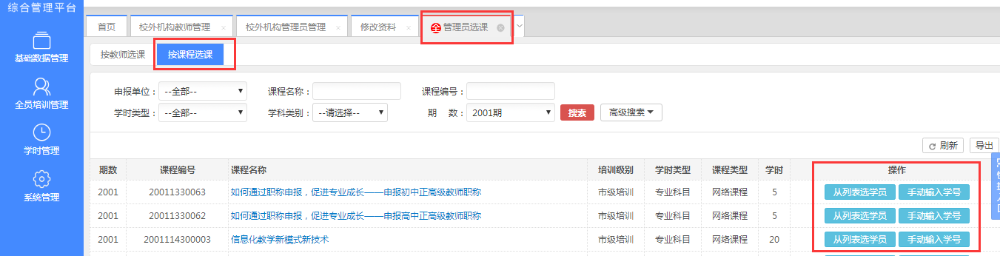 综合管理平台
首页 校外机构教师管理 校外机构管理员管理 修改资料 全 管理员选课
基础数据管理
全员培训管理
学时管理
系统管理
按教师选课 按课程选课
申报单位： --全部-- 课程名称： 课程编号：
学时类型： --全部-- 学科类别： --请选择-- 期 数： 2001期 搜索 高级搜索
刷新 导出
期数 课程编号 课程名称 培训级别 学时类型 课程类型 学时 操作
2001 20011330063 如何通过职称申报，促进专业成长——申报初中正高级教师职称 市级培训 专业科目 网络课程 5 从列表选学员 手动输入学号
2001 20011330062 如何通过职称申报，促进专业成长——申报高中正高级教师职称 市级培训 专业科目 网络课程 5 从列表选学员 手动输入学号
2001 2001114300003 信息化教学新模式新技术 市级培训 专业科目 网络课程 20 从列表选学员 手动输入学号